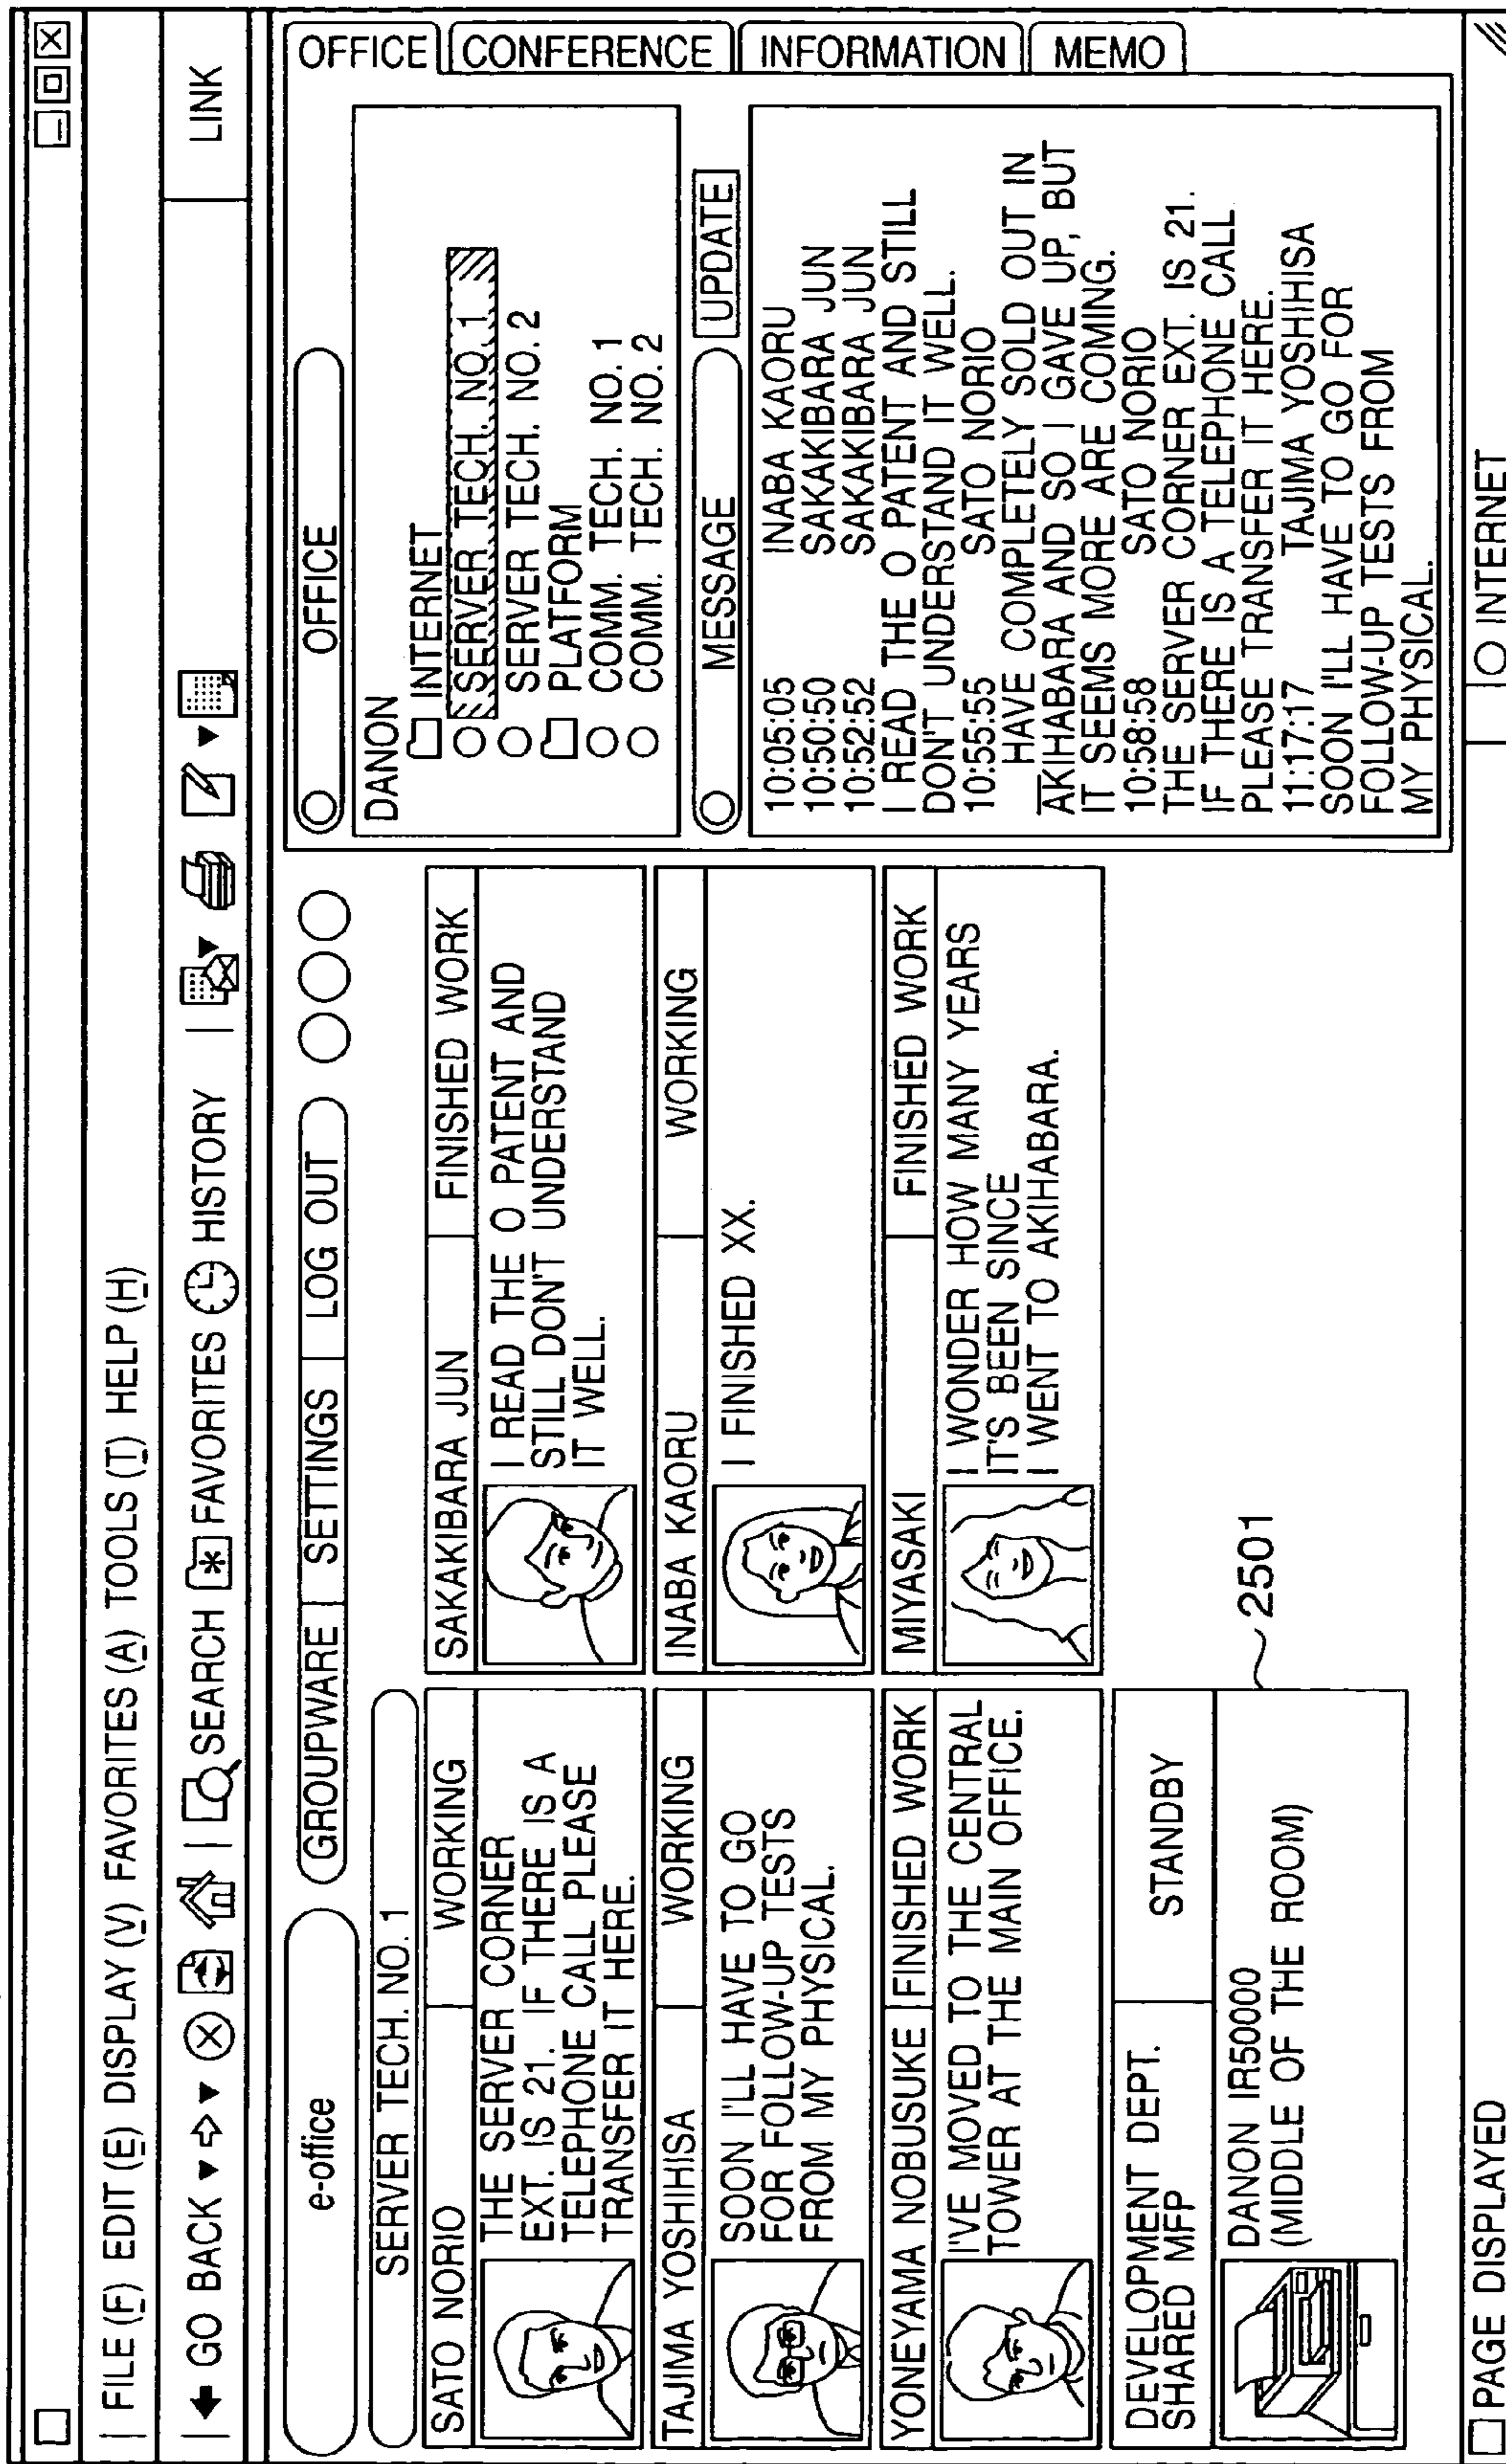 FILE (F) EDIT (E) DISPLAY (V) FAVORITES (A) TOOLS (T) HELP (H)
GO BACK SEARCH FAVORITES HISTORY
LINK
e-office
GROUPWARE SETTINGS LOG OUT
SERVER TECH. NO. 1
SATO NORIO WORKING
THE SERVER CORNER
EXT. IS 21. IF THERE IS A
TELEPHONE CALL PLEASE
TRANSFER IT HERE.
SAKAKIBARA JUN FINISHED WORK
I READ THE O PATENT AND
STILL DON'T UNDERSTAND
IT WELL.
TAJIMA YOSHIHISA WORKING
SOON I'LL HAVE TO GO
FOR FOLLOW-UP TESTS
FROM MY PHYSICAL.
INABA KAORU WORKING
I FINISHED XX.
YONEYAMA NOBUSUKE FINISHED WORK
I'VE MOVED TO THE CENTRAL
TOWER AT THE MAIN OFFICE.
MIYASAKI FINISHED WORK
I WONDER HOW MANY YEARS
IT'S BEEN SINCE
I WENT TO AKIHABARA.
DEVELOPMENT DEPT.
SHARED MFP
STANDBY
DANON IR50000
(MIDDLE OF THE ROOM)
2501
OFFICE
DANON
INTERNET
SERVER TECH. NO. 1
SERVER TECH. NO. 2
PLATFORM
COMM. TECH. NO. 1
COMM. TECH. NO. 2
MESSAGE UPDATE
10:05:05 INABA KAORU
10:50:50 SAKAKIBARA JUN
10:52:52 SAKAKIBARA JUN
I READ THE O PATENT AND STILL
DON'T UNDERSTAND IT WELL.
10:55:55 SATO NORIO
HAVE COMPLETELY SOLD OUT IN
AKIHABARA AND SO I GAVE UP, BUT
IT SEEMS MORE ARE COMING.
10:58:58 SATO NORIO
THE SERVER CORNER EXT. IS 21.
IF THERE IS A TELEPHONE CALL
PLEASE TRANSFER IT HERE.
11:17:17 TAJIMA YOSHIHISA
SOON I'LL HAVE TO GO FOR
FOLLOW-UP TESTS FROM
MY PHYSICAL.
OFFICE
CONFERENCE
INFORMATION
MEMO
PAGE DISPLAYED
INTERNET